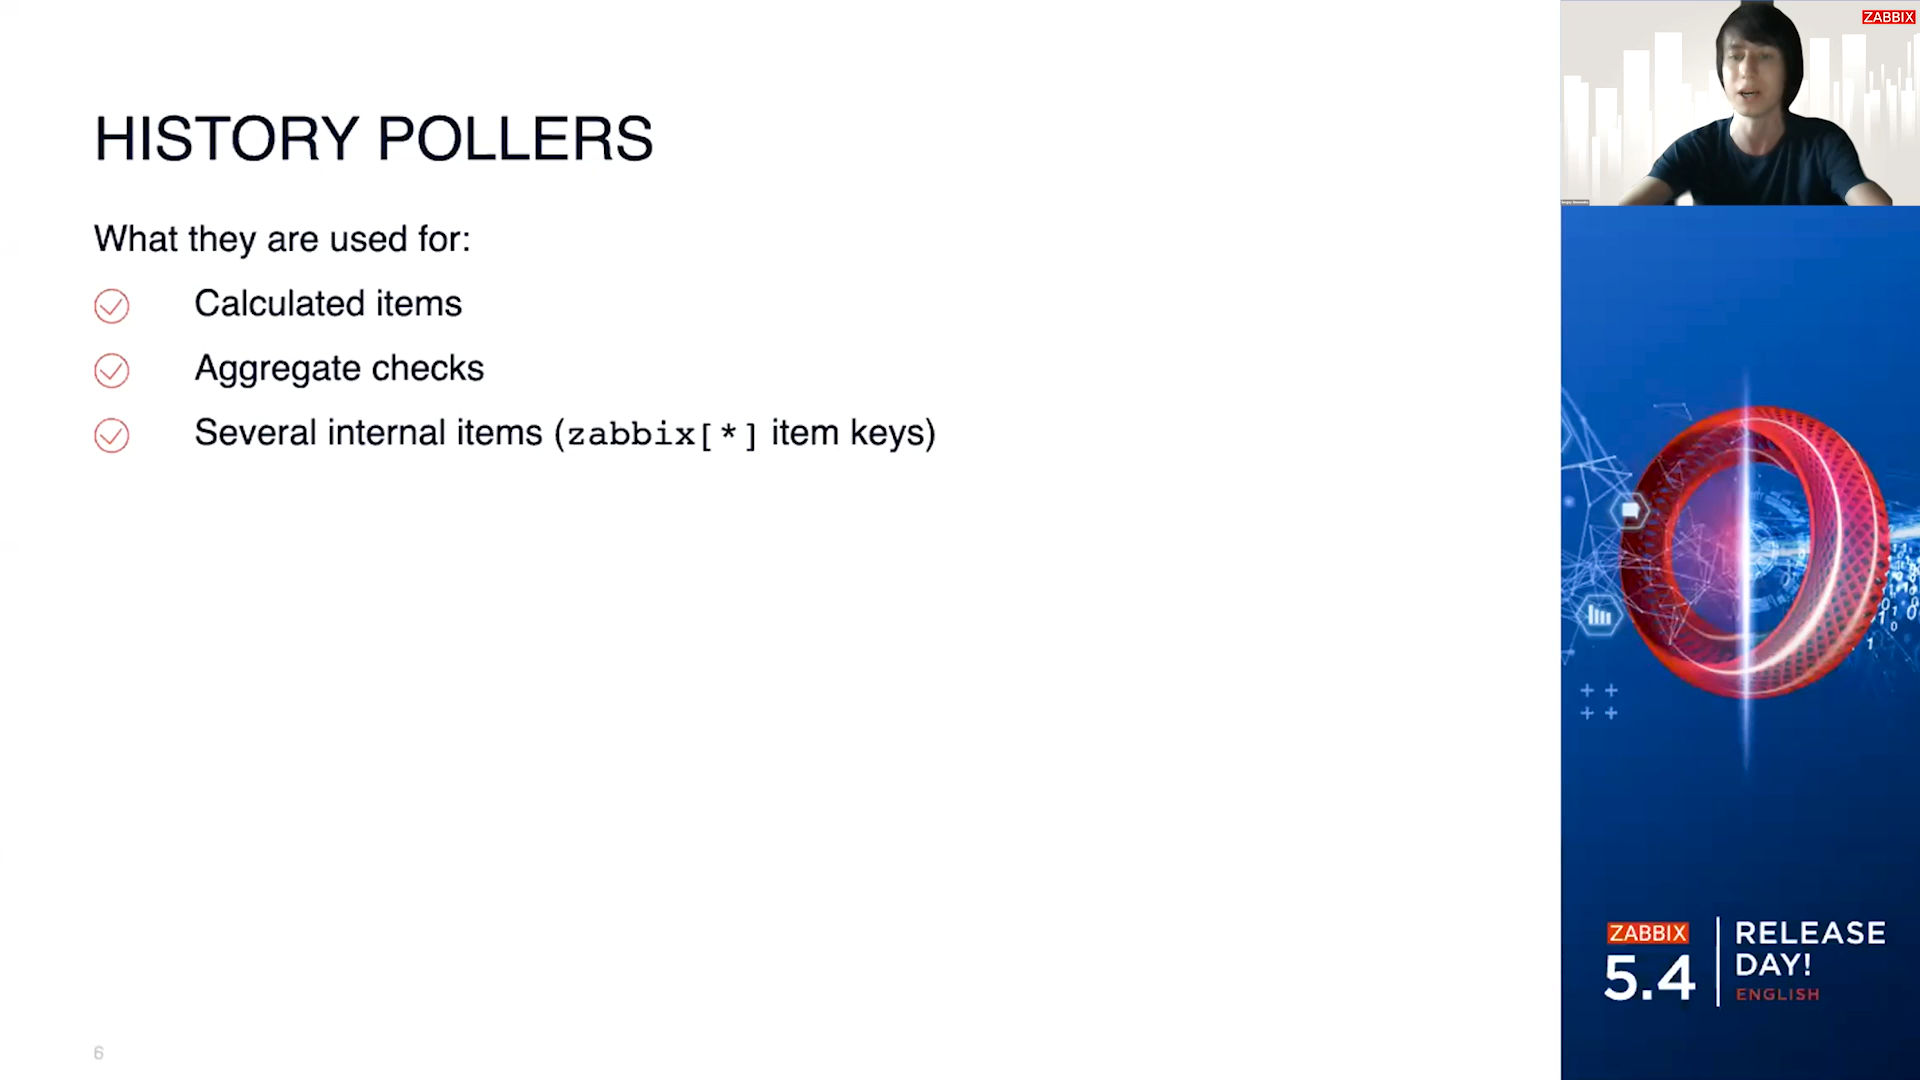 HISTORY POLLERS
What they are used for:
Calculated items
Aggregate checks
Several internal items (zabbix[*] item keys)
6
ZABBIX
ZABBIX
5.4
RELEASE
DAY!
ENGLISH